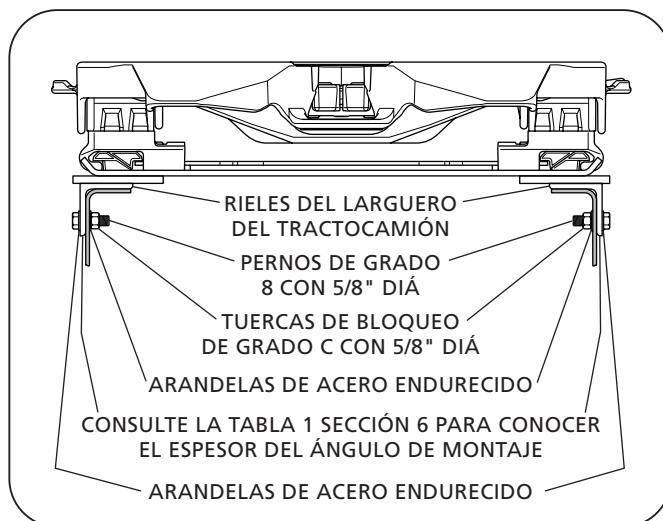 RIELES DEL LARGUERO
DEL TRACTOCAMIÓN
PERNOS DE GRADO
8 CON 5/8" DIÁ
TUERCAS DE BLOQUEO
DE GRADO C CON 5/8" DIÁ
ARANDELAS DE ACERO ENDURECIDO
CONSULTE LA TABLA 1 SECCIÓN 6 PARA CONOCER
EL ESPESOR DEL ÁNGULO DE MONTAJE
ARANDELAS DE ACERO ENDURECIDO